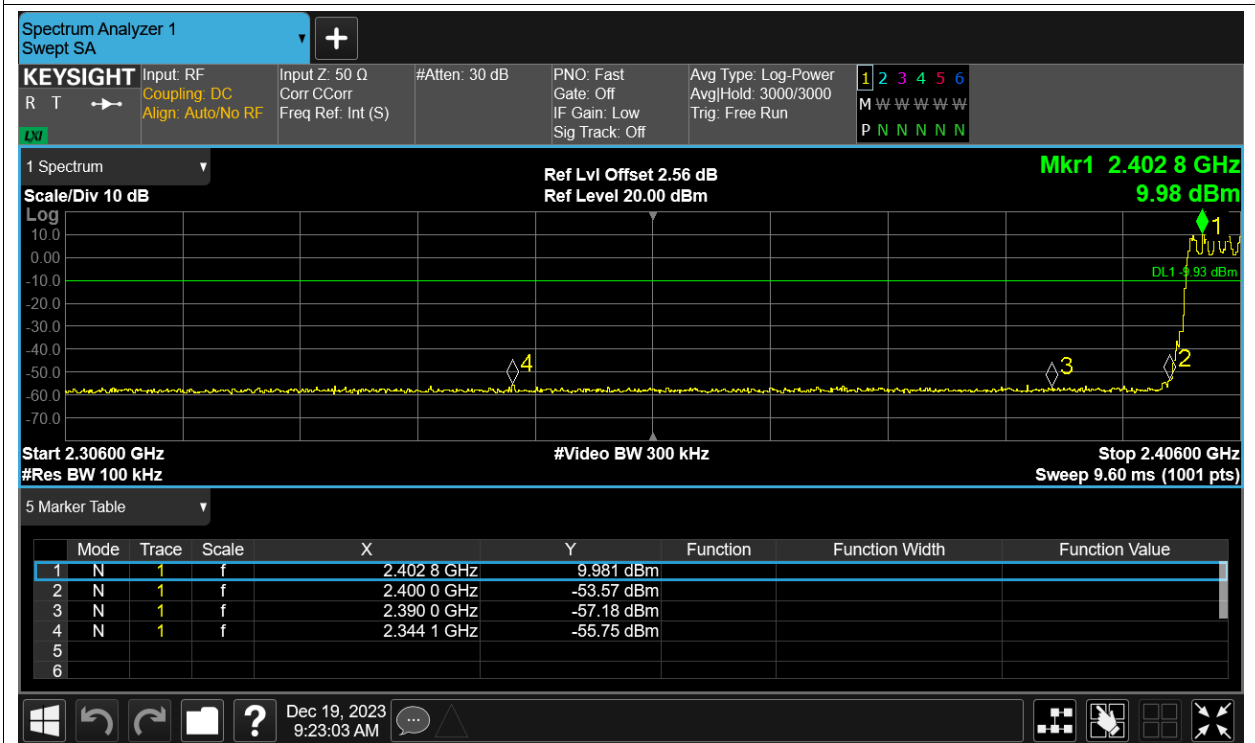 Spectrum Analyzer 1
Swept SA
+
KEYSIGHT Input: RF Input Z: 50 Ω #Atten: 30 dB PNO: Fast Avg Type: Log-Power 1 2 3 4 5 6
R T Coupling: DC Corr CCorr Gate: Off Avg|Hold: 3000/3000 M W W W W W
Align: Auto/No RF Freq Ref: Int (S) IF Gain: Low Trig: Free Run
LXI Sig Track: Off P N N N N N
1 Spectrum Ref Lvl Offset 2.56 dB Mkr1 2.402 8 GHz
Scale/Div 10 dB Ref Level 20.00 dBm 9.98 dBm
Log
1
10.0
0.00
DL1 -9.93 dBm
-10.0
-20.0
-30.0
-40.0
4 3 2
-50.0
-60.0
-70.0
Start 2.30600 GHz #Video BW 300 kHz Stop 2.40600 GHz
#Res BW 100 kHz Sweep 9.60 ms (1001 pts)
5 Marker Table
Mode Trace Scale X Y Function Function Width Function Value
1 N 1 f 2.402 8 GHz 9.981 dBm
2 N 1 f 2.400 0 GHz -53.57 dBm
3 N 1 f 2.390 0 GHz -57.18 dBm
4 N 1 f 2.344 1 GHz -55.75 dBm
5
6
? Dec 19, 2023
9:23:03 AM